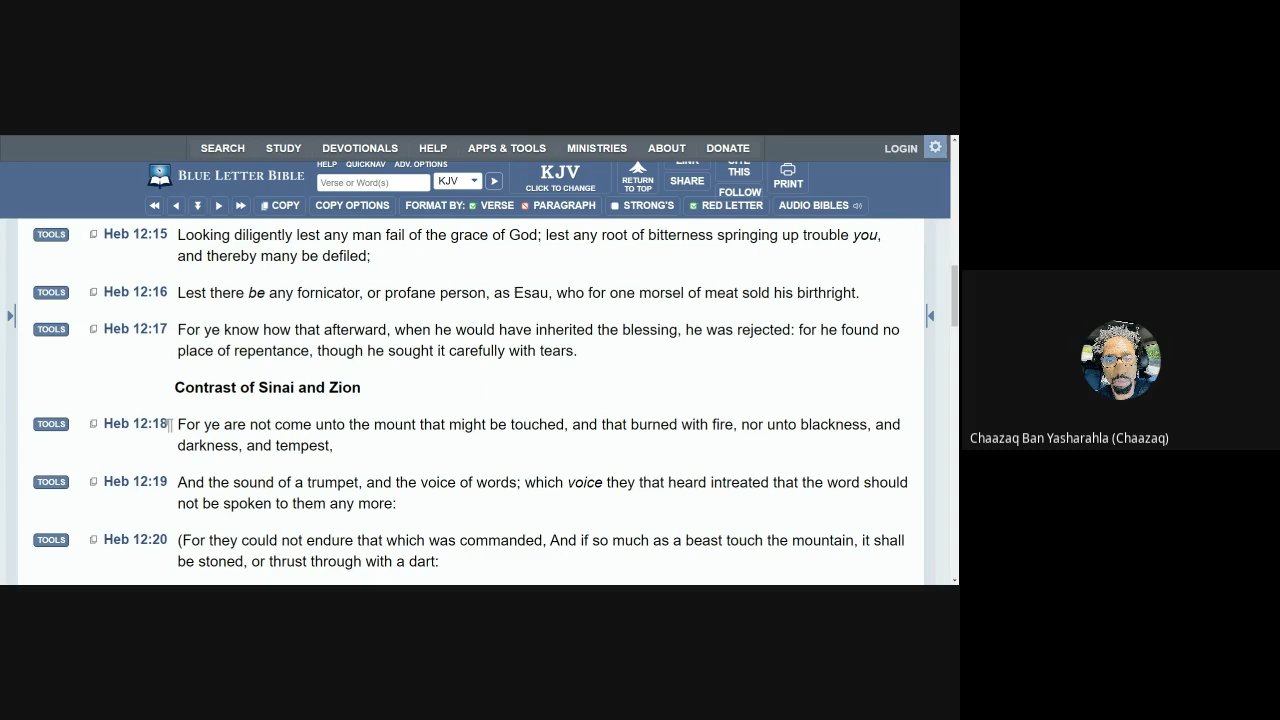 SEARCH STUDY DEVOTIONALS HELP APPS & TOOLS MINISTRIES ABOUT DONATE LOGIN
BLUE LETTER BIBLE
HELP QUICKNAV ADV. OPTIONS
Verse or Word(s) KJV
KJV
CLICK TO CHANGE
RETURN
TO TOP
LINK
SHARE
CITE
THIS
FOLLOW
PRINT
COPY COPY OPTIONS FORMAT BY: VERSE PARAGRAPH STRONG'S RED LETTER AUDIO BIBLES
TOOLS Heb 12:15 Looking diligently lest any man fail of the grace of God; lest any root of bitterness springing up trouble you,
and thereby many be defiled;
TOOLS Heb 12:16 Lest there be any fornicator, or profane person, as Esau, who for one morsel of meat sold his birthright.
TOOLS Heb 12:17 For ye know how that afterward, when he would have inherited the blessing, he was rejected: for he found no
place of repentance, though he sought it carefully with tears.
Contrast of Sinai and Zion
TOOLS Heb 12:18¶ For ye are not come unto the mount that might be touched, and that burned with fire, nor unto blackness, and
darkness, and tempest,
TOOLS Heb 12:19 And the sound of a trumpet, and the voice of words; which voice they that heard intreated that the word should
not be spoken to them any more:
TOOLS Heb 12:20 (For they could not endure that which was commanded, And if so much as a beast touch the mountain, it shall
be stoned, or thrust through with a dart:
Chaazaq Ban Yasharahla (Chaazaq)